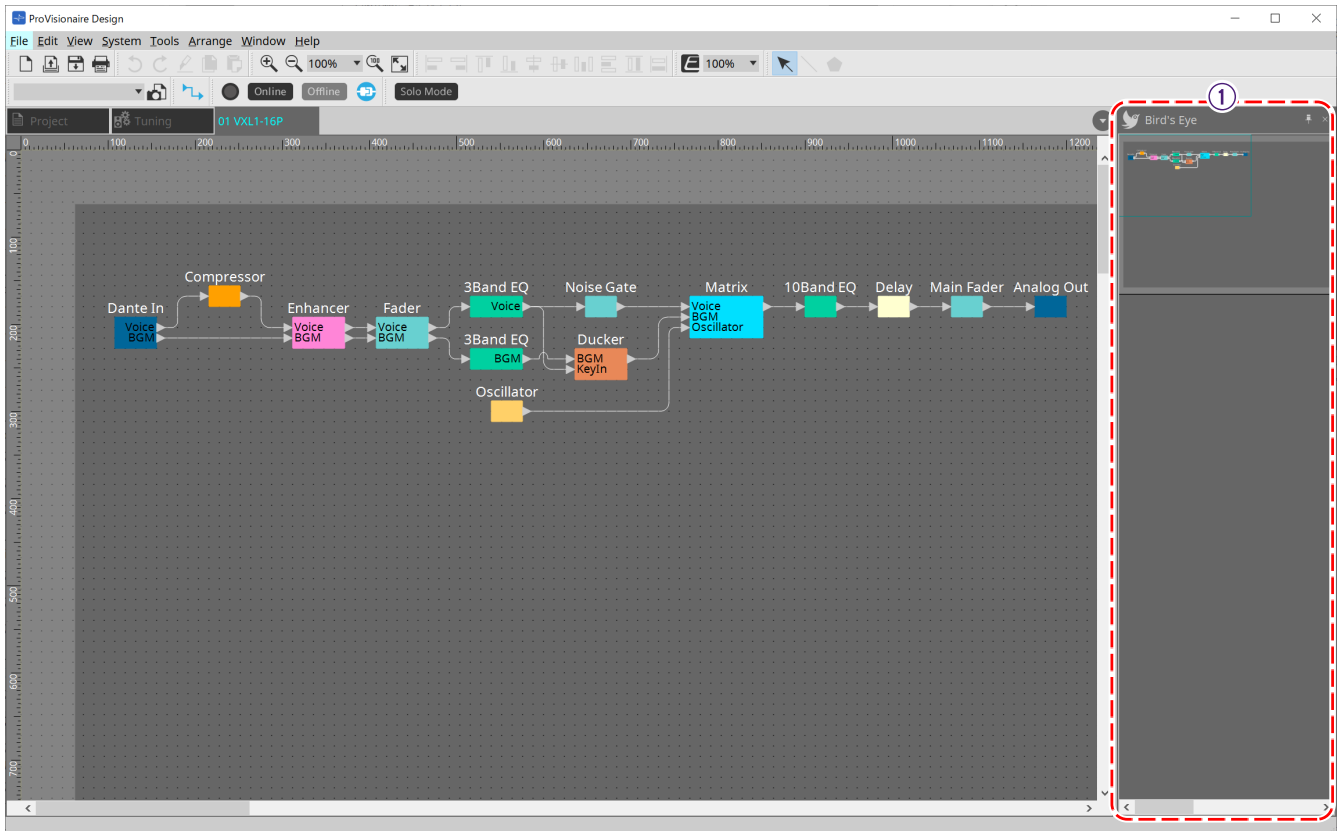 ProVisionaire Design
File Edit View System Tools Arrange Window Help
100% 100 E 100%
Online Offline Solo Mode
Project Tuning 01 VXL1-16P
Bird's Eye
1
0 100 200 300 400 500 600 700 800 900 1000 1100 1200
0
100
200
300
400
500
600
700
Compressor
Dante In
Voice
BGM
Enhancer
Voice
BGM
Fader
Voice
BGM
3Band EQ
Voice
3Band EQ
BGM
Noise Gate
Ducker
BGM
KeyIn
Oscillator
Matrix
Voice
BGM
Oscillator
10Band EQ
Delay
Main Fader
Analog Out